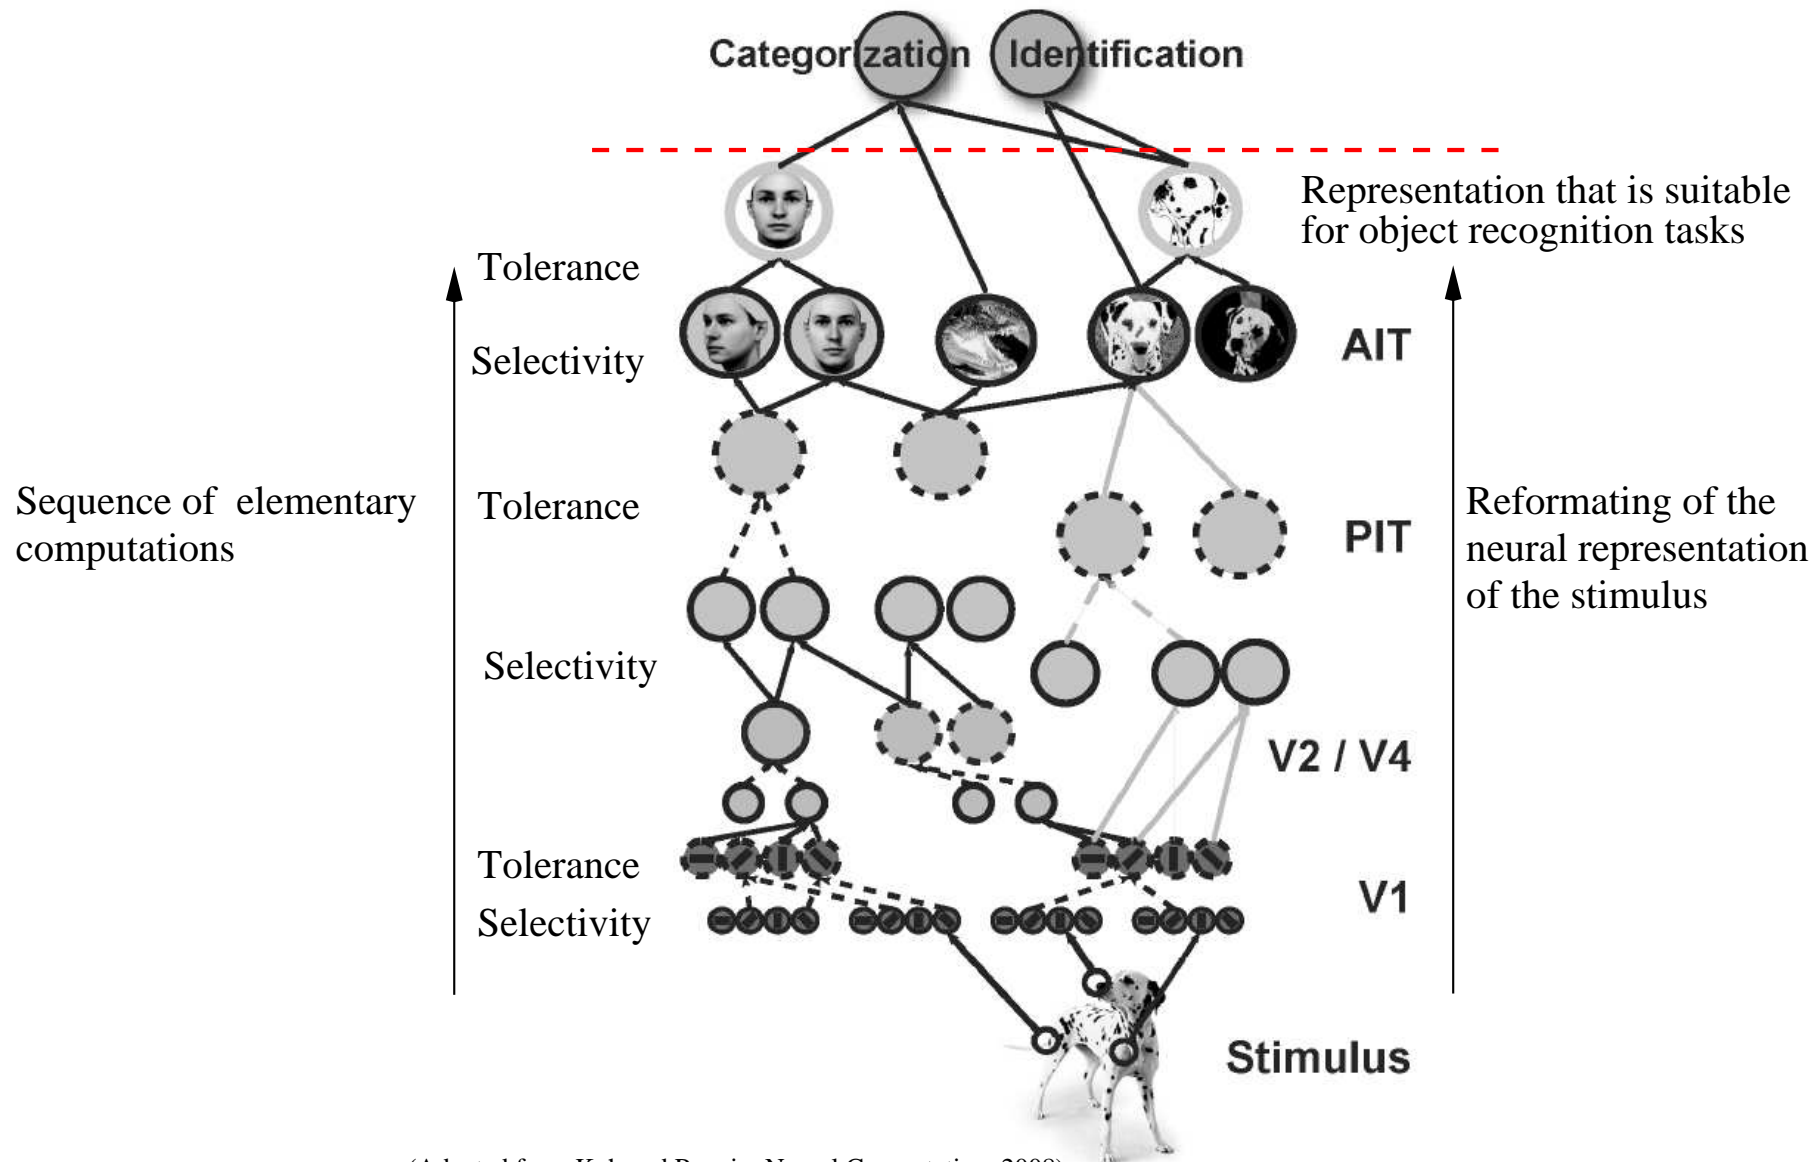 Categorization Identification
Representation that is suitable
for object recognition tasks
Tolerance
Selectivity
AIT
Sequence of elementary
computations
Tolerance
PIT
Reformating of the
neural representation
of the stimulus
Selectivity
V2 / V4
Tolerance
V1
Selectivity
Stimulus